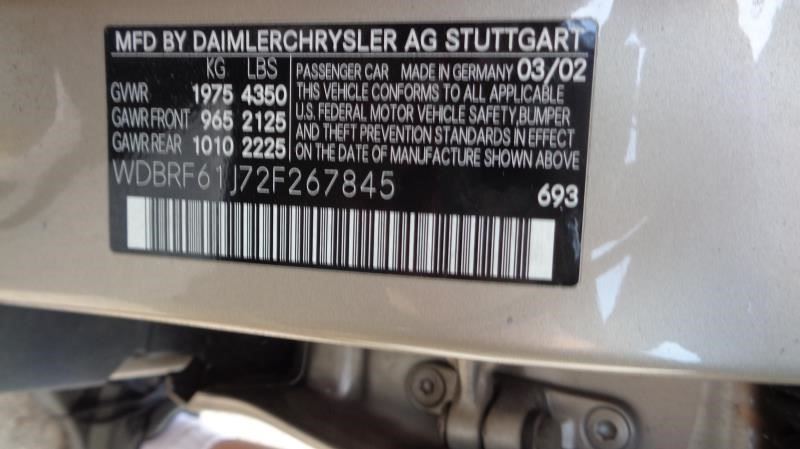 MFD BY DAIMLERCHRYSLER AG STUTTGART
KG LBS
GVWR 1975 4350
GAWR FRONT 965 2125
GAWR REAR 1010 2225
PASSENGER CAR MADE IN GERMANY 03/02
THIS VEHICLE CONFORMS TO ALL APPLICABLE
U.S. FEDERAL MOTOR VEHICLE SAFETY, BUMPER
AND THEFT PREVENTION STANDARDS IN EFFECT
ON THE DATE OF MANUFACTURE SHOWN ABOVE
WDBRF61J72F267845
693